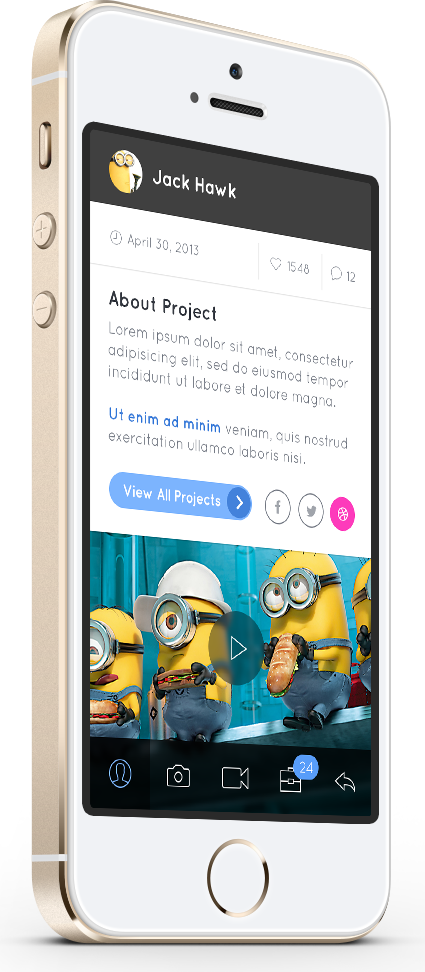 Jack Hawk
April 30, 2013
1548
12
About Project
Lorem ipsum dolor sit amet, consectetur
adipisicing elit, sed do eiusmod tempor
incididunt ut labore et dolore magna.
Ut enim ad minim veniam, quis nostrud
exercitation ullamco laboris nisi.
View All Projects
f
24